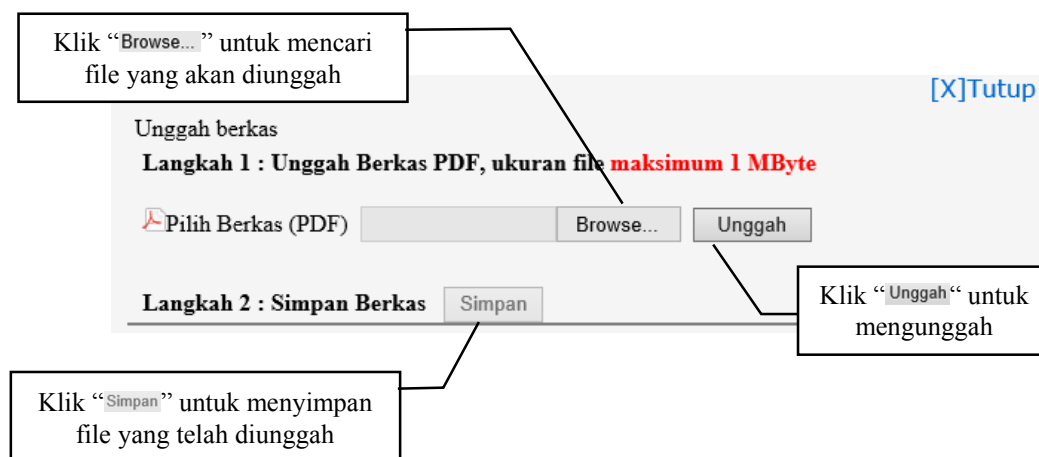 Klik “Browse...” untuk mencari
file yang akan diunggah
[X]Tutup
Unggah berkas
Langkah 1 : Unggah Berkas PDF, ukuran file maksimum 1 MByte
Pilih Berkas (PDF) Browse... Unggah
Klik “Unggah“ untuk
mengunggah
Langkah 2 : Simpan Berkas Simpan
Klik “Simpan” untuk menyimpan
file yang telah diunggah